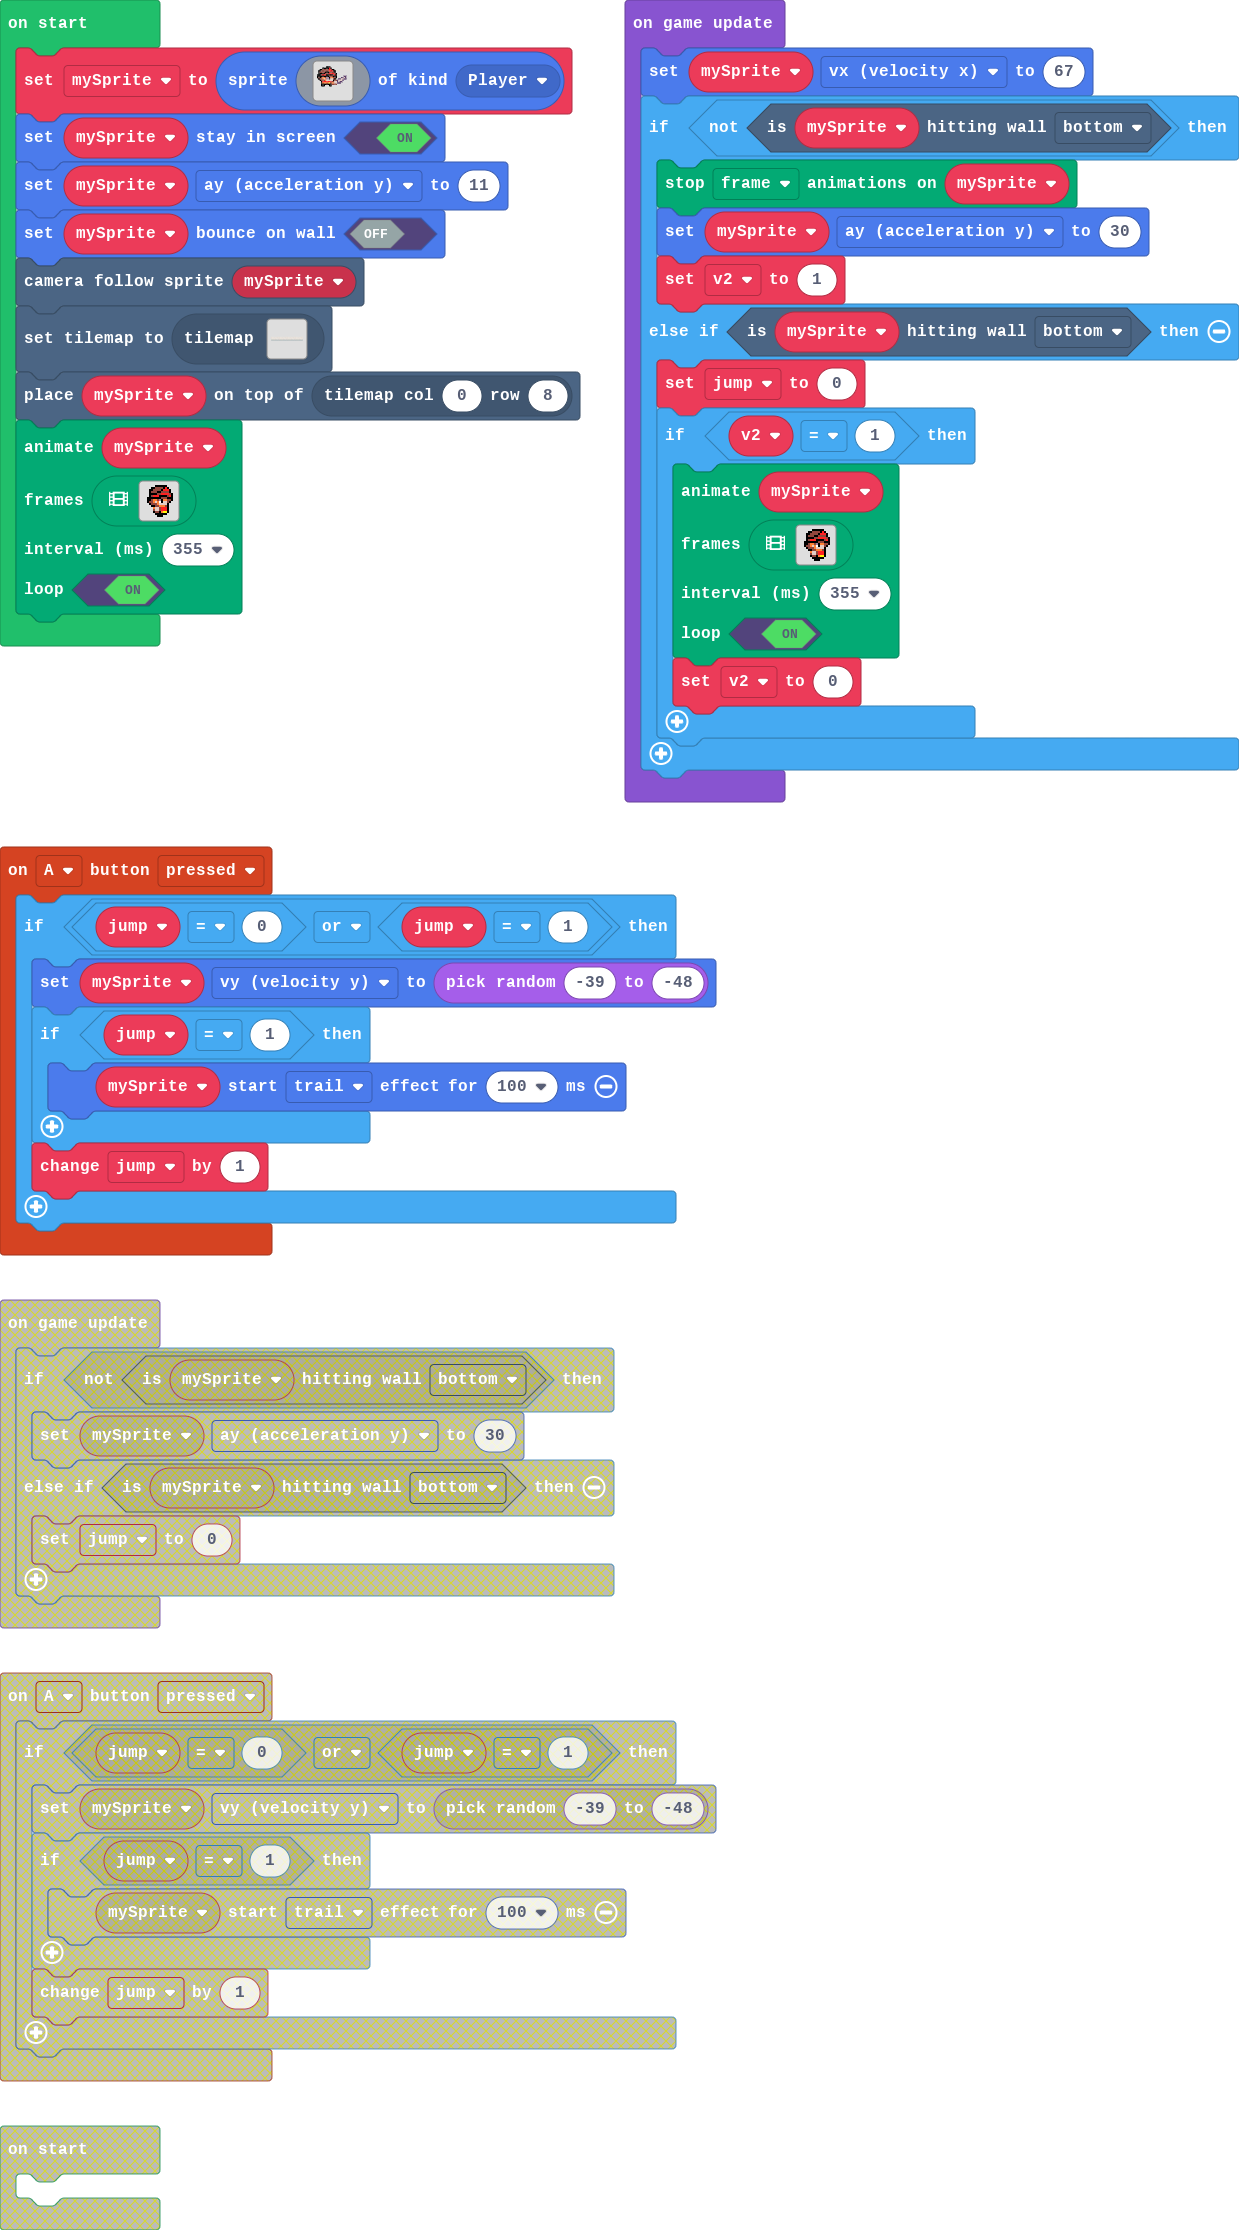 on start
set mySprite to sprite of kind Player
set mySprite stay in screen ON
set mySprite ay (acceleration y) to 11
set mySprite bounce on wall OFF
camera follow sprite mySprite
set tilemap to tilemap
place mySprite on top of tilemap col 0 row 8
animate mySprite
frames
interval (ms) 355
loop ON
on game update
set mySprite vx (velocity x) to 67
if not is mySprite hitting wall bottom then
stop frame animations on mySprite
set mySprite ay (acceleration y) to 30
set v2 to 1
else if is mySprite hitting wall bottom then
set jump to 0
if v2 = 1 then
animate mySprite
frames
interval (ms) 355
loop ON
set v2 to 0
on A button pressed
if jump = 0 or jump = 1 then
set mySprite vy (velocity y) to pick random -39 to -48
if jump = 1 then
mySprite start trail effect for 100 ms
change jump by 1
on game update
if not is mySprite hitting wall bottom then
set mySprite ay (acceleration y) to 30
else if is mySprite hitting wall bottom then
set jump to 0
on A button pressed
if jump = 0 or jump = 1 then
set mySprite vy (velocity y) to pick random -39 to -48
if jump = 1 then
mySprite start trail effect for 100 ms
change jump by 1
on start